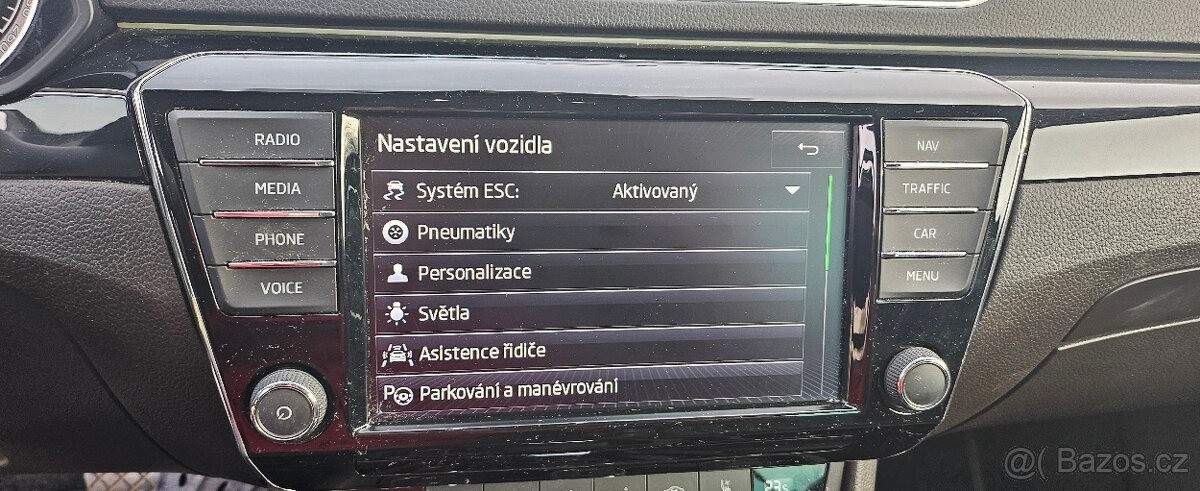 RADIO
MEDIA
PHONE
VOICE
Nastavení vozidla
Systém ESC: Aktivovaný
Pneumatiky
Personalizace
Světla
Asistence řidiče
Parkování a manévrování
NAV
TRAFFIC
CAR
MENU
@( Bazos.cz